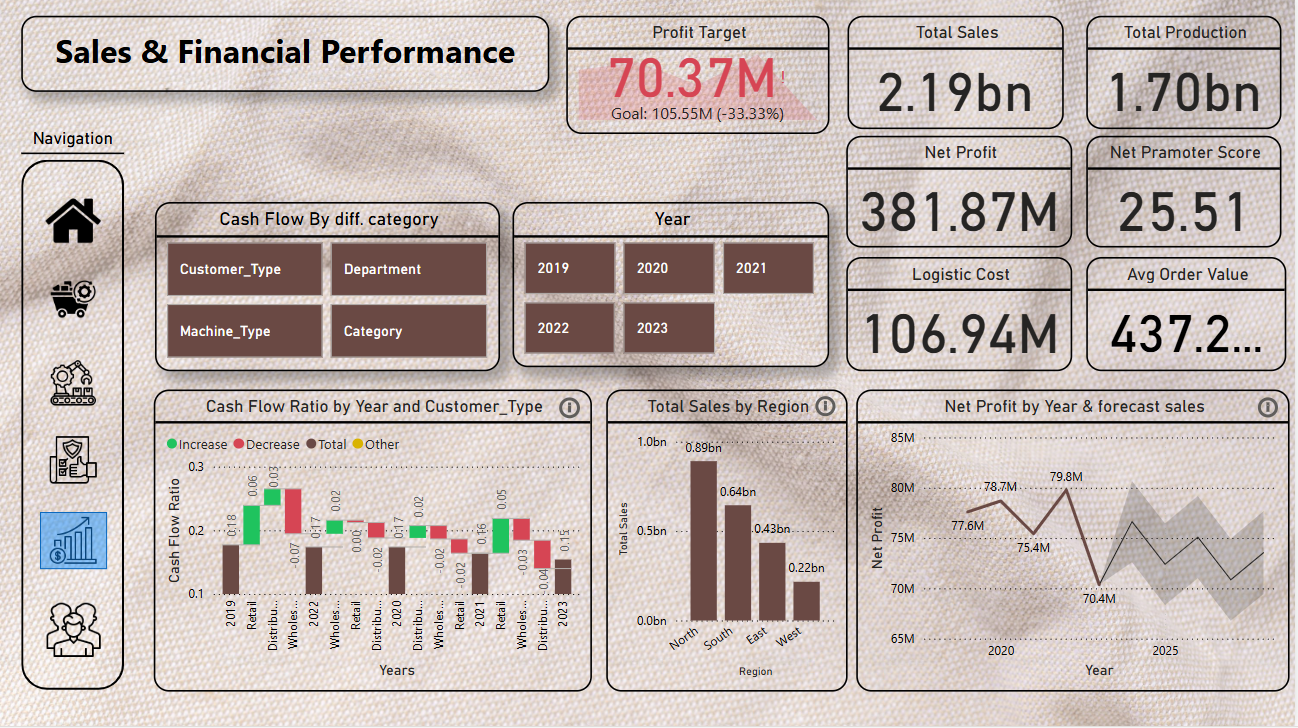 Sales & Financial Performance
Profit Target
70.37M!
Goal: 105.55M (-33.33%)
Total Sales
2.19bn
Total Production
1.70bn
Navigation
Net Profit
381.87M
Net Pramoter Score
25.51
Cash Flow By diff. category
Customer_Type
Department
Machine_Type
Category
Year
2019
2020
2021
2022
2023
Logistic Cost
106.94M
Avg Order Value
437.2...
Cash Flow Ratio by Year and Customer_Type
Increase
Decrease
Total
Other
Cash Flow Ratio
0.3
0.2
0.1
0.18
0.06
0.03
-0.07
0.17
0.02
0.00
-0.02
0.17
0.02
-0.02
-0.02
0.16
0.05
-0.03
-0.04
0.15
2019
Retail
Distribu...
Wholes...
2022
Wholes...
Retail
Distribu...
2020
Distribu...
Wholes...
Retail
2021
Retail
Wholes...
Distribu...
2023
Years
Total Sales by Region
Total Sales
1.0bn
0.5bn
0.0bn
0.89bn
0.64bn
0.43bn
0.22bn
North
South
East
West
Region
Net Profit by Year & forecast sales
Net Profit
85M
80M
75M
70M
65M
77.6M
78.7M
75.4M
79.8M
70.4M
2020
2025
Year